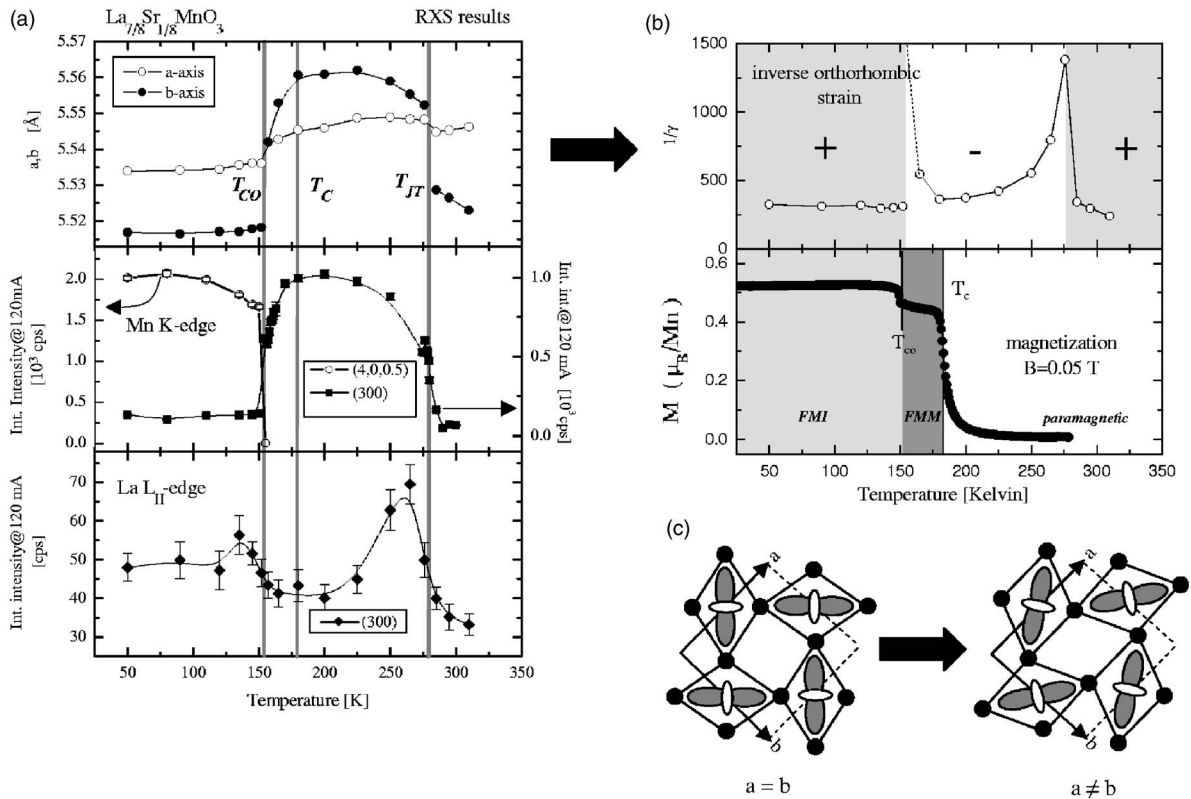 (a)
La7/8Sr1/8MnO3 RXS results
5.57
5.56
5.55
5.54
5.53
5.52
a,b [Å]
a-axis
b-axis
TCO TC TJT
2.0
1.5
1.0
0.5
0.0
Int. Intensity@120mA
[10³ cps]
Mn K-edge
(4,0,0.5)
(300)
1.0
0.5
0.0
Int. int.@120 mA [10³cps]
La LII-edge
70
60
50
40
30
Int. intensity@120 mA
[cps]
(300)
0 50 100 150 200 250 300 350
Temperature [K]
(b)
1500
1000
500
0
1/γ
inverse orthorhombic
strain
+ - +
0.6
0.4
0.2
0.0
M ( μB/Mn)
Tc
Tco
magnetization
B=0.05 T
FMI FMM paramagnetic
50 100 150 200 250 300 350
Temperature [Kelvin]
(c)
a
b
a = b
a
b
a ≠ b